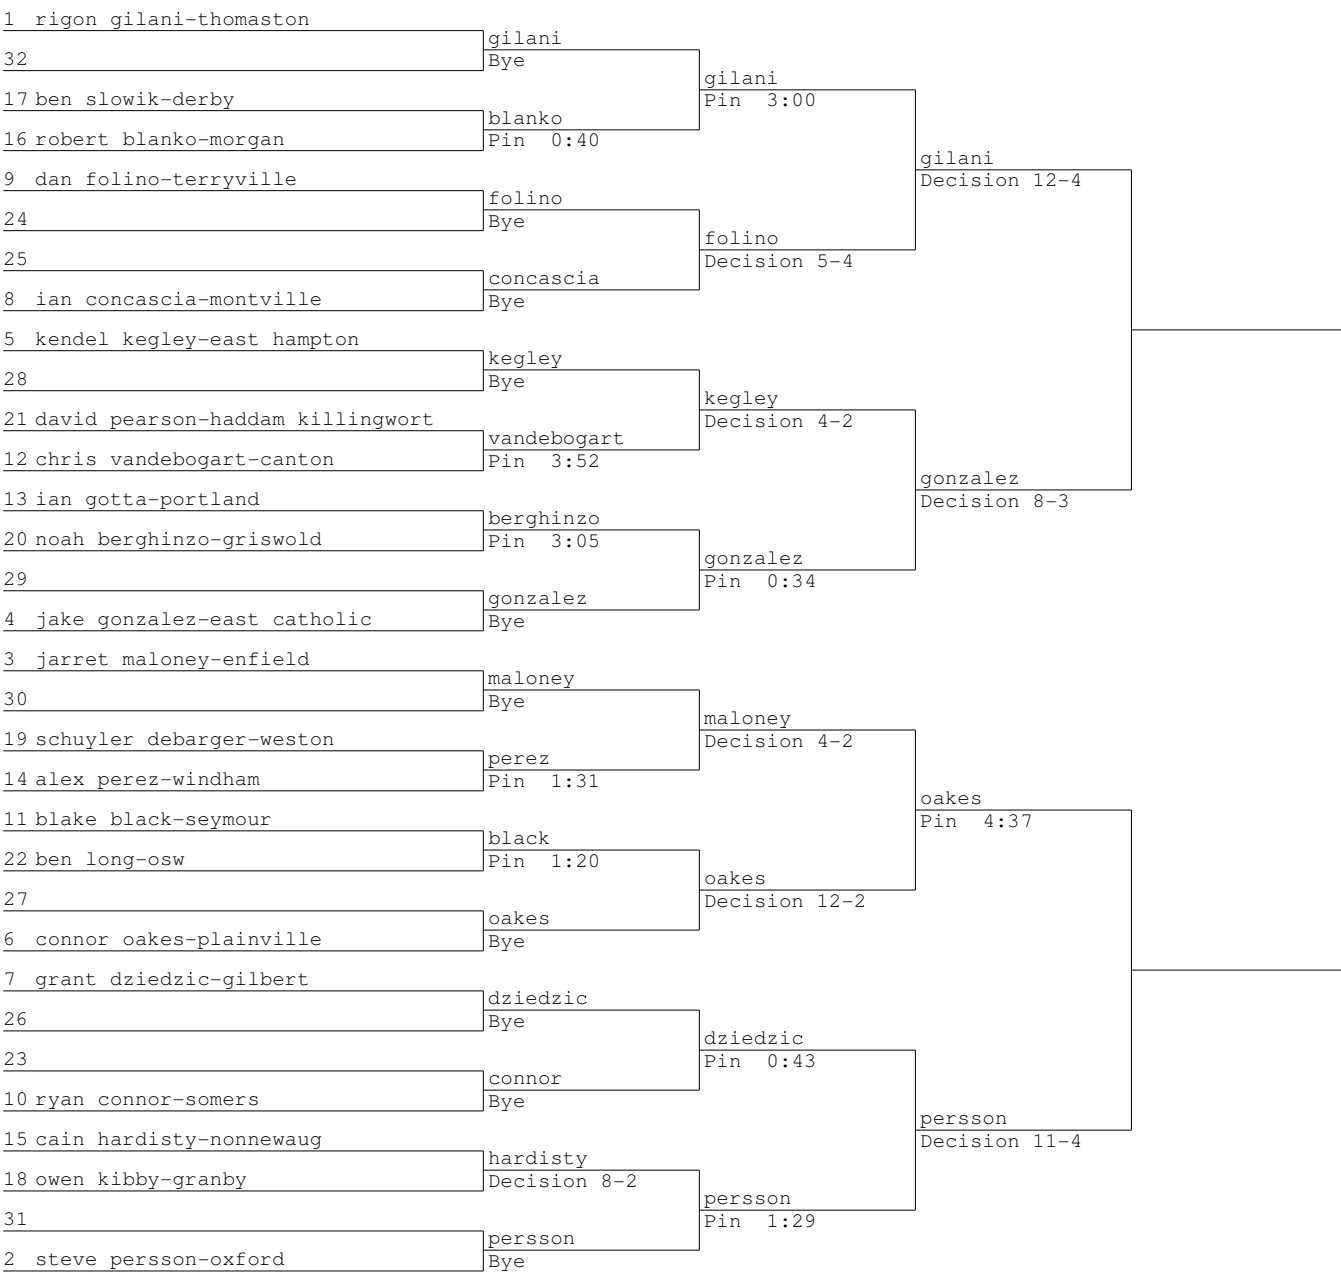 1 rigon gilani-thomaston
gilani
32
Bye
gilani
17 ben slowik-derby
Pin 3:00
blanko
16 robert blanko-morgan
Pin 0:40
gilani
9 dan folino-terryville
Decision 12-4
folino
24
Bye
folino
25
Decision 5-4
concascia
8 ian concascia-montville
Bye
5 kendel kegley-east hampton
kegley
28
Bye
kegley
21 david pearson-haddam killingwort
Decision 4-2
vandebogart
12 chris vandebogart-canton
Pin 3:52
gonzalez
13 ian gotta-portland
Decision 8-3
berghinzo
20 noah berghinzo-griswold
Pin 3:05
gonzalez
29
Pin 0:34
gonzalez
4 jake gonzalez-east catholic
Bye
3 jarret maloney-enfield
maloney
30
Bye
maloney
19 schuyler debarger-weston
Decision 4-2
perez
14 alex perez-windham
Pin 1:31
oakes
11 blake black-seymour
Pin 4:37
black
22 ben long-osw
Pin 1:20
oakes
27
Decision 12-2
oakes
6 connor oakes-plainville
Bye
7 grant dziedzic-gilbert
dziedzic
26
Bye
dziedzic
23
Pin 0:43
connor
10 ryan connor-somers
Bye
persson
15 cain hardisty-nonnewaug
Decision 11-4
hardisty
18 owen kibby-granby
Decision 8-2
persson
31
Pin 1:29
persson
2 steve persson-oxford
Bye